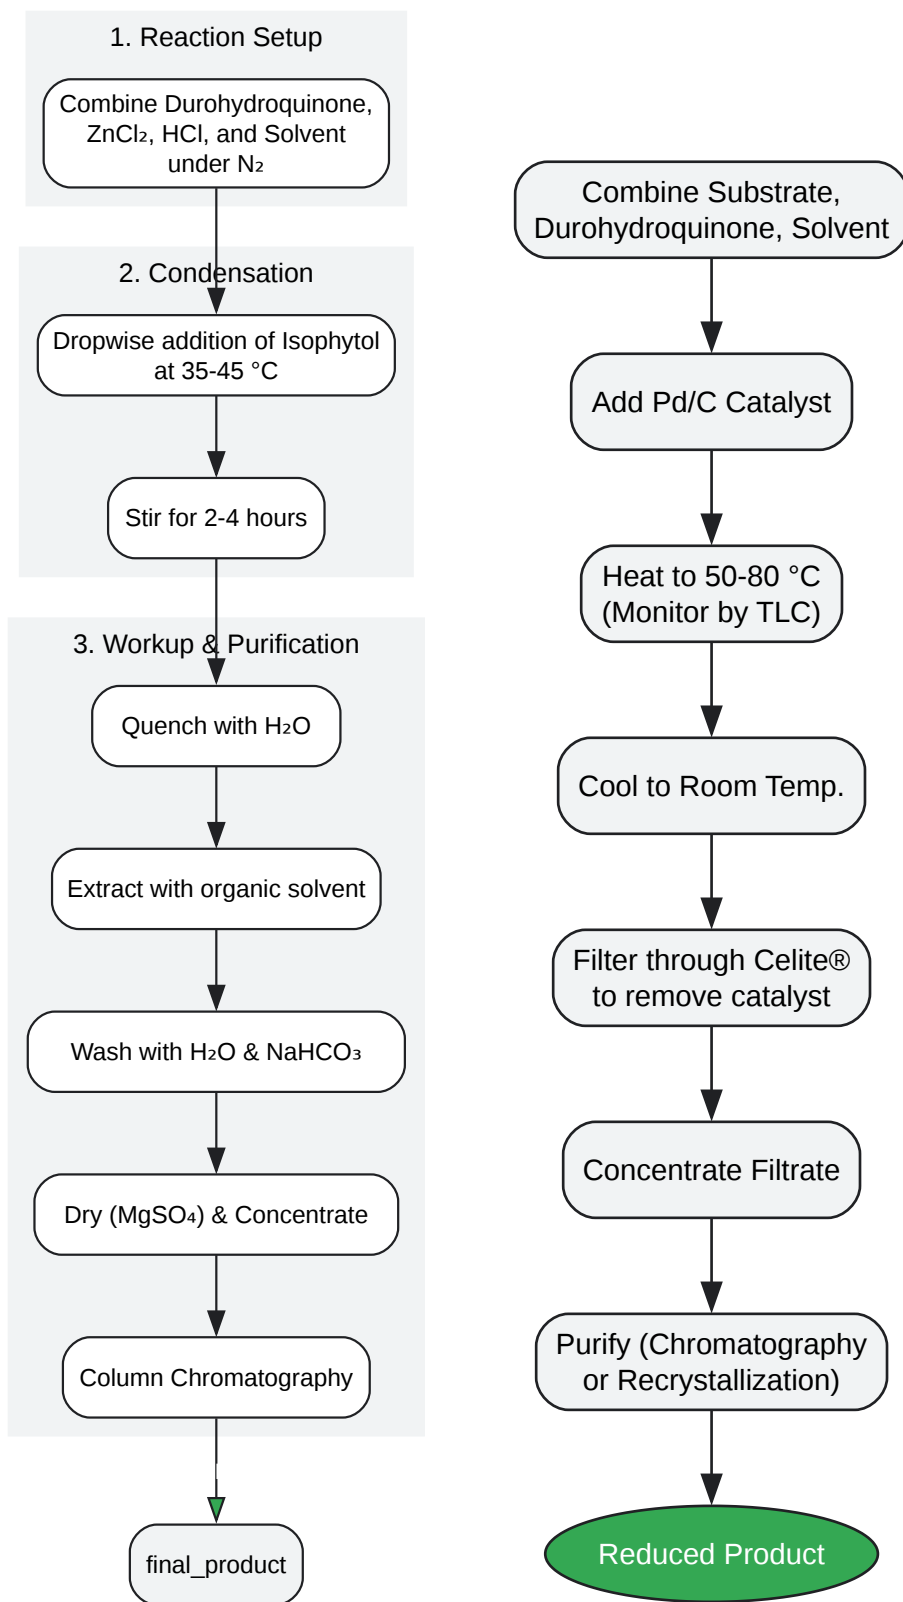 1. Reaction Setup
Combine Durohydroquinone,
ZnCl₂, HCl, and Solvent
under N₂
2. Condensation
Dropwise addition of Isophytol
at 35-45 °C
Stir for 2-4 hours
3. Workup & Purification
Quench with H₂O
Extract with organic solvent
Wash with H₂O & NaHCO₃
Dry (MgSO₄) & Concentrate
Column Chromatography
final_product
Combine Substrate,
Durohydroquinone, Solvent
Add Pd/C Catalyst
Heat to 50-80 °C
(Monitor by TLC)
Cool to Room Temp.
Filter through Celite®
to remove catalyst
Concentrate Filtrate
Purify (Chromatography
or Recrystallization)
Reduced Product